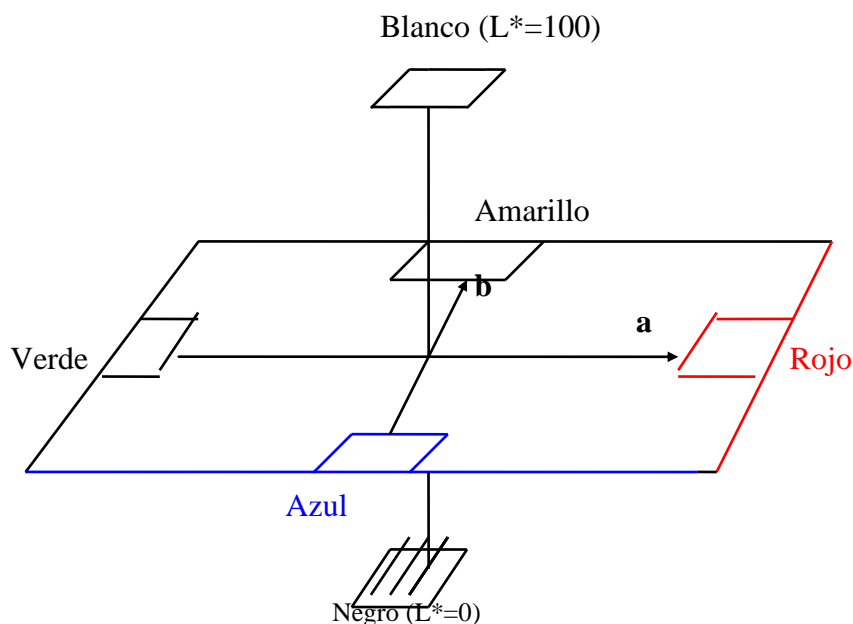 Blanco (L*=100)
Amarillo
b
a
Verde
Rojo
Azul
Negro (L*=0)